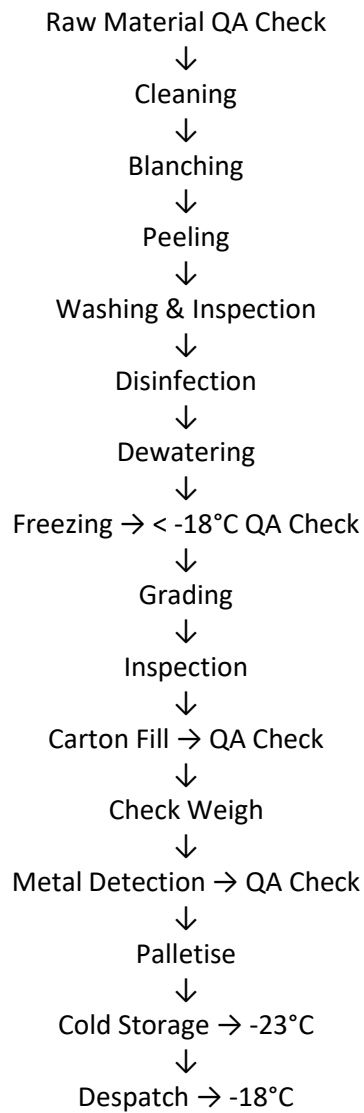 Raw Material QA Check
↓
Cleaning
↓
Blanching
↓
Peeling
↓
Washing & Inspection
↓
Disinfection
↓
Dewatering
↓
Freezing → < -18°C QA Check
↓
Grading
↓
Inspection
↓
Carton Fill → QA Check
↓
Check Weigh
↓
Metal Detection → QA Check
↓
Palletise
↓
Cold Storage → -23°C
↓
Despatch → -18°C